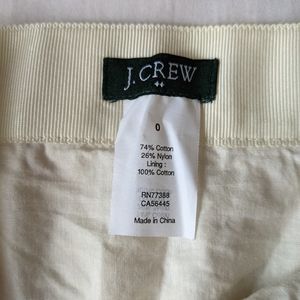 J.CREW
0
74% Cotton
26% Nylon
Lining :
100% Cotton
RN77388
CA56445
Made in China